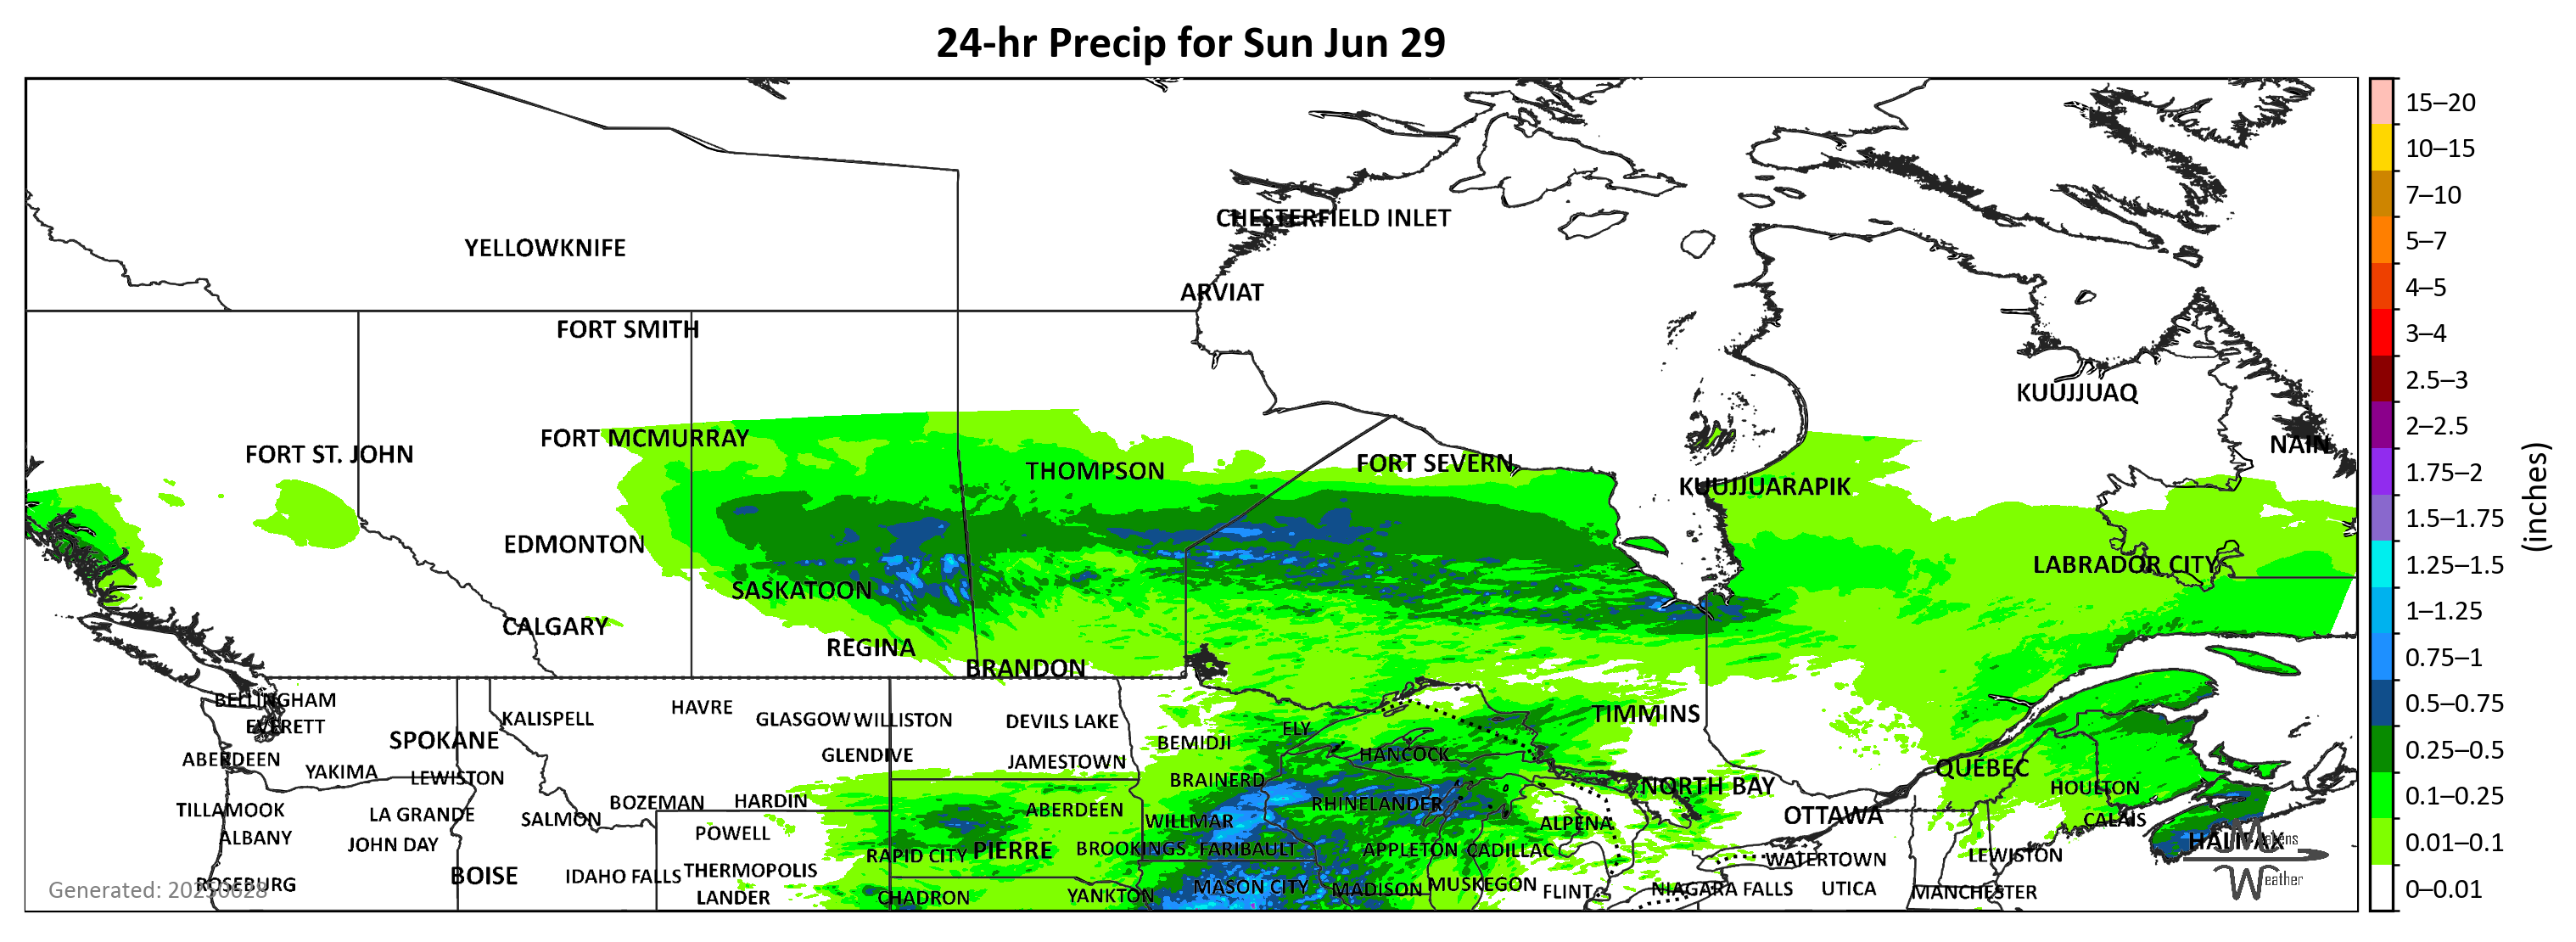 24-hr Precip for Sun Jun 29
CHESTERFIELD INLET
YELLOWKNIFE
ARVIAT
FORT SMITH
KUUJJUAQ
FORT MCMURRAY
NAIN
FORT ST. JOHN
THOMPSON
FORT SEVERN
KUUJJUARAPIK
EDMONTON
LABRADOR CITY
SASKATOON
CALGARY
REGINA
BRANDON
BELLINGHAM
KALISPELL
HAVRE
GLASGOW
WILLISTON
DEVILS LAKE
TIMMINS
EVERETT
ELY
SPOKANE
BEMIDJI
ABERDEEN
GLENDIVE
JAMESTOWN
HANCOCK
QUÉBEC
YAKIMA
LEWISTON
BRAINERD
NORTH BAY
HOULTON
TILLAMOOK
LA GRANDE
SALMON
BOZEMAN
HARDIN
ABERDEEN
RHINELANDER
OTTAWA
CALAIS
ALBANY
JOHN DAY
POWELL
WILLMAR
ALPENA
HALIFAX
RAPID CITY
PIERRE
BROOKINGS
FARIBAULT
APPLETON
CADILLAC
WATERTOWN
LEWISTON
ROSEBURG
BOISE
IDAHO FALLS
THERMOPOLIS
MASON CITY
MADISON
MUSKEGON
FLINT
NIAGARA FALLS
UTICA
MANCHESTER
LANDER
CHADRON
YANKTON
Generated: 20250628
Weather
15–20
10–15
7–10
5–7
4–5
3–4
2.5–3
2–2.5
1.75–2
1.5–1.75
1.25–1.5
1–1.25
0.75–1
0.5–0.75
0.25–0.5
0.1–0.25
0.01–0.1
0–0.01
(inches)